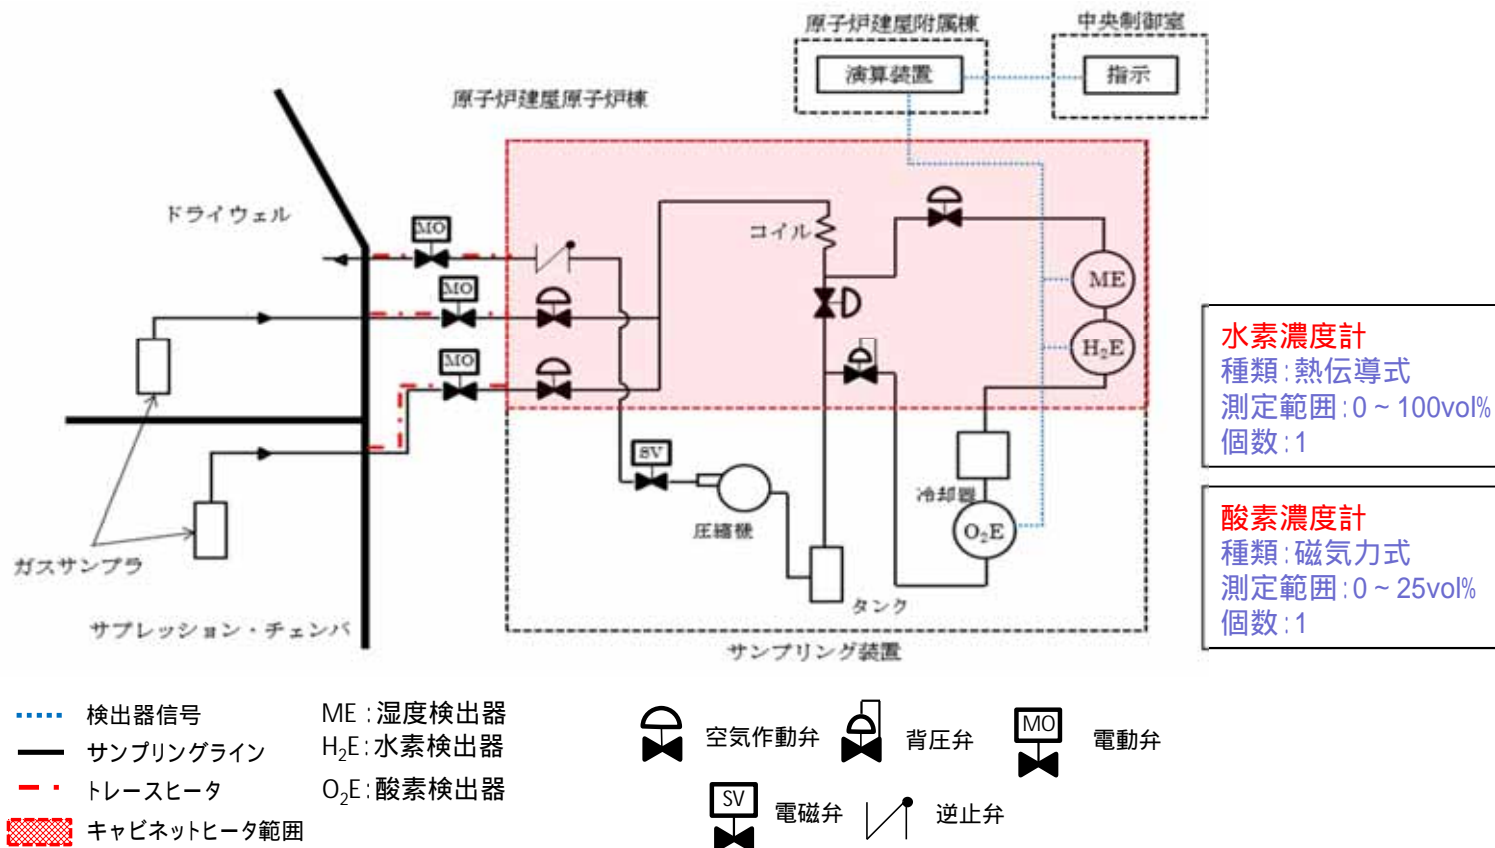 原子炉建屋附属棟
中央制御室
演算装置
指示
原子炉建屋原子炉棟
ドライウェル
MO
コイル
ME
MO
H₂E
MO
水素濃度計
種類:熱伝導式
測定範囲:0~100vol%
個数:1
SV
冷却器
圧縮機
O₂E
酸素濃度計
種類:磁気力式
測定範囲:0~25vol%
個数:1
ガスサンプラ
タンク
サプレッション・チェンバ
サンプリング装置
検出器信号
サンプリングライン
トレースヒータ
キャビネットヒータ範囲
ME:湿度検出器
H₂E:水素検出器
O₂E:酸素検出器
空気作動弁
背圧弁
MO
電動弁
SV
電磁弁
逆止弁